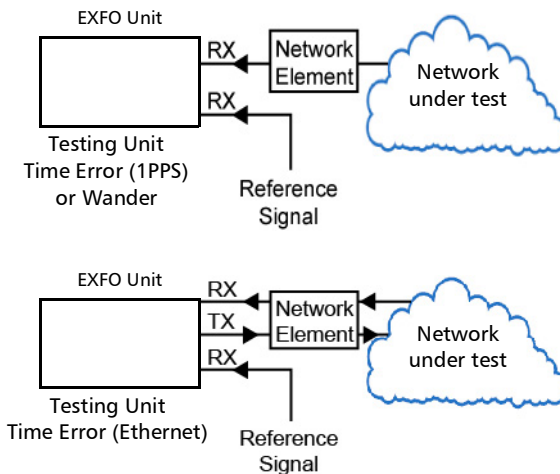 EXFO Unit
RX
Network
Element
Network
under test
RX
Testing Unit
Time Error (1PPS)
or Wander
Reference
Signal
EXFO Unit
RX
TX
Network
Element
Network
under test
RX
Testing Unit
Time Error (Ethernet)
Reference
Signal